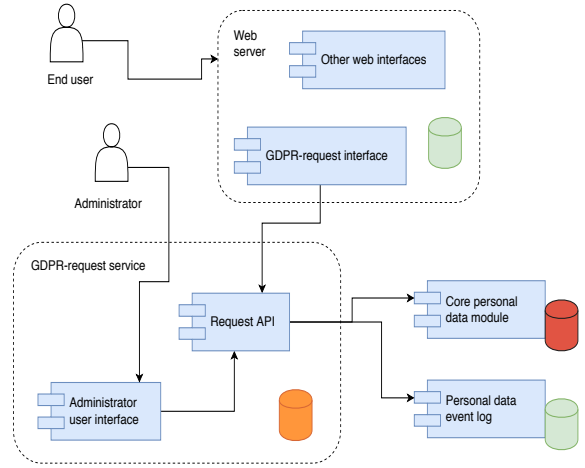 Web
server
Other web interfaces
End user
GDPR-request interface
Administrator
GDPR-request service
Request API
Core personal
data module
Administrator
user interface
Personal data
event log